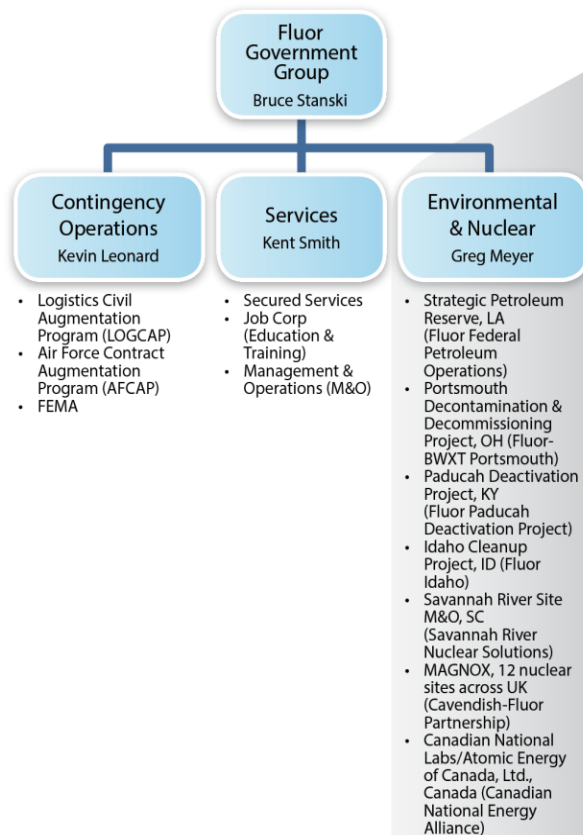 Fluor
Government
Group
Bruce Stanski
Contingency
Operations
Kevin Leonard
• Logistics Civil
Augmentation
Program (LOGCAP)
• Air Force Contract
Augmentation
Program (AFCAP)
• FEMA
Services
Kent Smith
• Secured Services
• Job Corp
(Education &
Training)
• Management &
Operations (M&O)
Environmental
& Nuclear
Greg Meyer
• Strategic Petroleum
Reserve, LA
(Fluor Federal
Petroleum
Operations)
• Portsmouth
Decontamination &
Decommissioning
Project, OH (Fluor-
BWXT Portsmouth)
• Paducah Deactivation
Project, KY
(Fluor Paducah
Deactivation Project)
• Idaho Cleanup
Project, ID (Fluor
Idaho)
• Savannah River Site
M&O, SC
(Savannah River
Nuclear Solutions)
• MAGNOX, 12 nuclear
sites across UK
(Cavendish-Fluor
Partnership)
• Canadian National
Labs/Atomic Energy
of Canada, Ltd.,
Canada (Canadian
National Energy
Alliance)